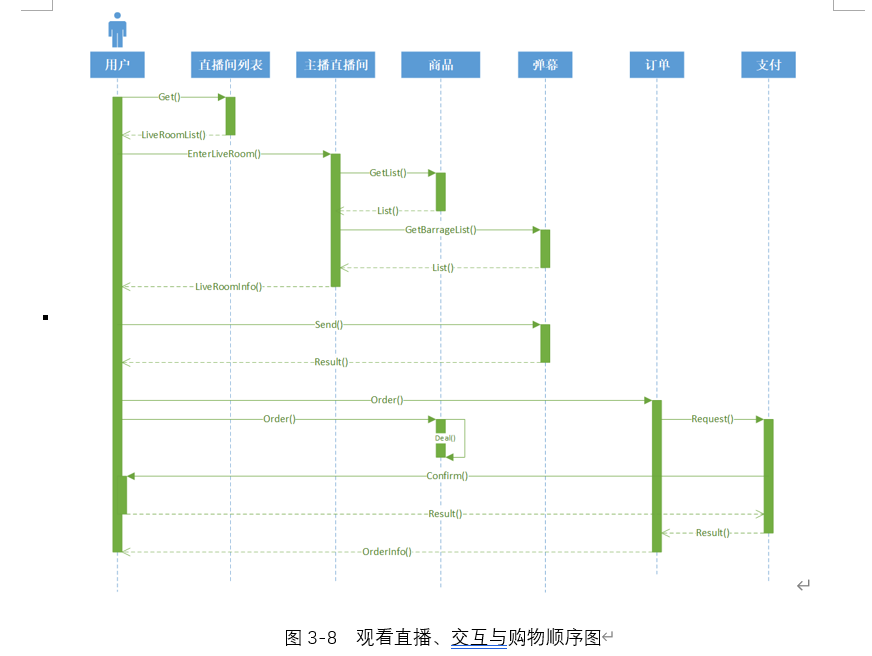 用户 直播间列表 主播直播间 商品 弹幕 订单 支付
Get()
LiveRoomList()
EnterLiveRoom()
GetList()
List()
GetBarrageList()
List()
LiveRoomInfo()
Send()
Result()
Order()
Order() Request()
Deal()
Confirm()
Result()
Result()
OrderInfo()
图 3-8 观看直播、交互与购物顺序图